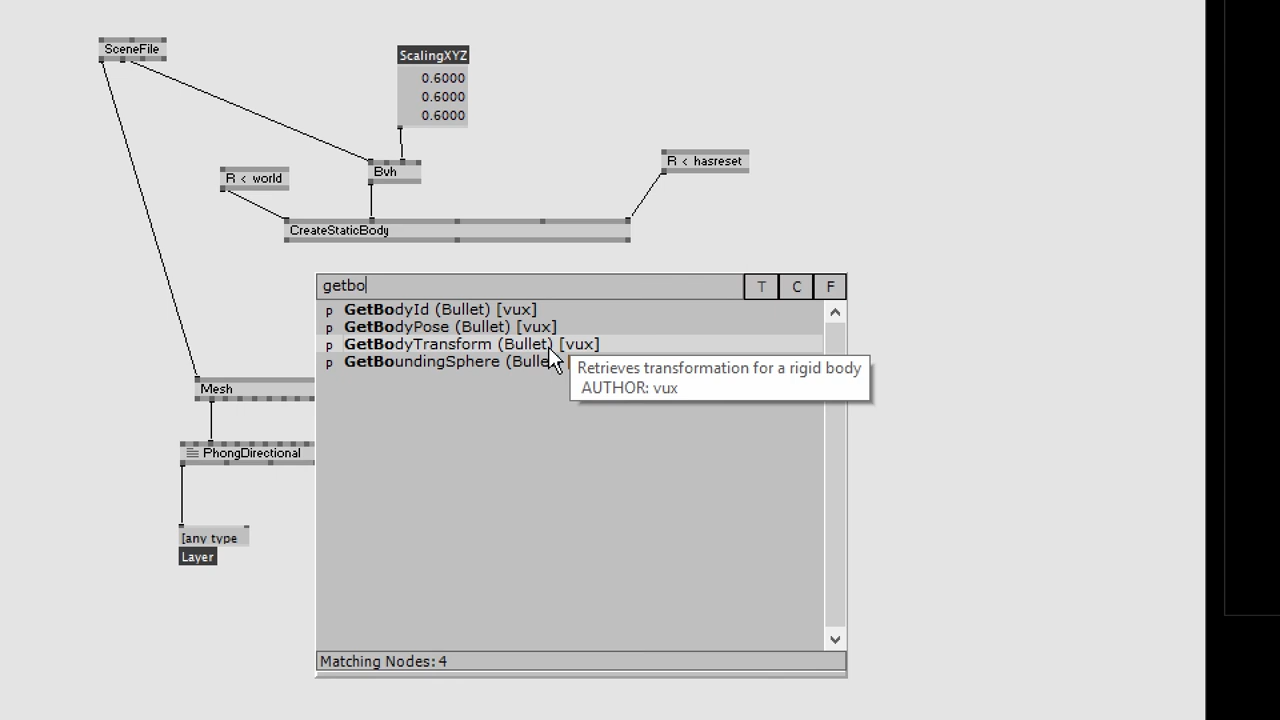 SceneFile
ScalingXYZ
0.6000
0.6000
0.6000
R < hasreset
Bvh
R < world
CreateStaticBody
getbo
T C F
p GetBodyId (Bullet) [vux]
p GetBodyPose (Bullet) [vux]
p GetBodyTransform (Bullet) [vux]
p GetBoundingSphere (Bulle
Retrieves transformation for a rigid body
AUTHOR: vux
Mesh
PhongDirectional
[any type
Layer
Matching Nodes: 4